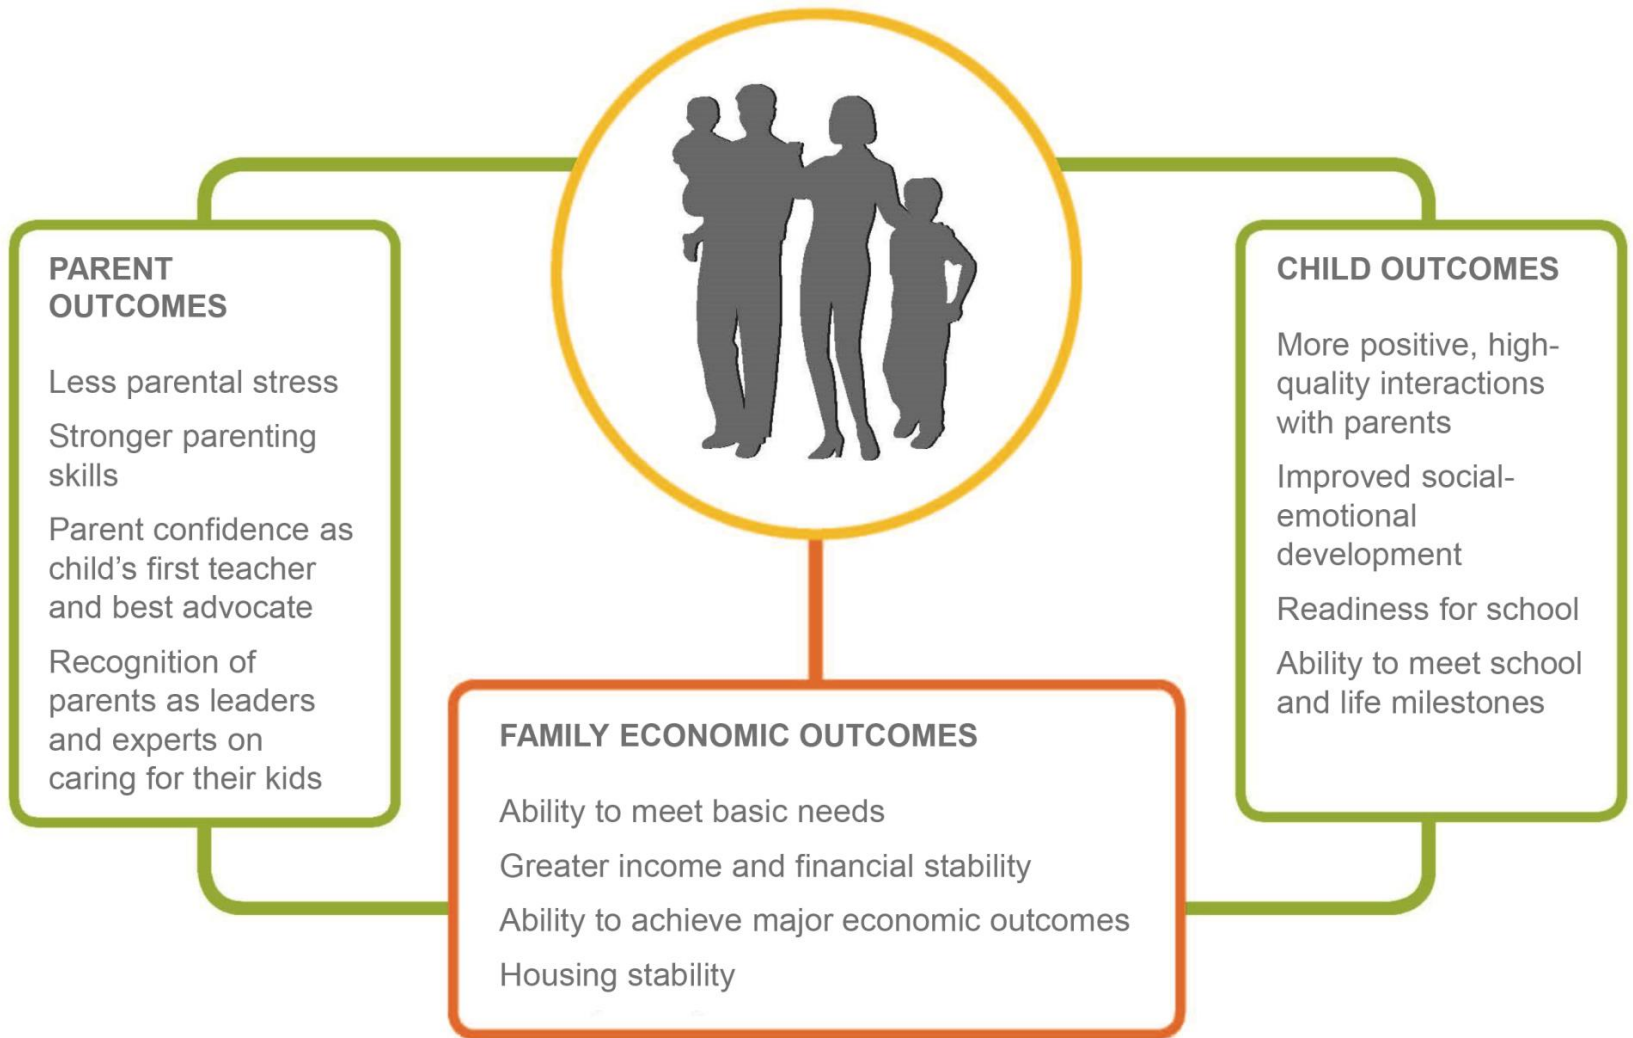 PARENT
OUTCOMES
Less parental stress
Stronger parenting
skills
Parent confidence as
child’s first teacher
and best advocate
Recognition of
parents as leaders
and experts on
caring for their kids
CHILD OUTCOMES
More positive, high-
quality interactions
with parents
Improved social-
emotional
development
Readiness for school
Ability to meet school
and life milestones
FAMILY ECONOMIC OUTCOMES
Ability to meet basic needs
Greater income and financial stability
Ability to achieve major economic outcomes
Housing stability